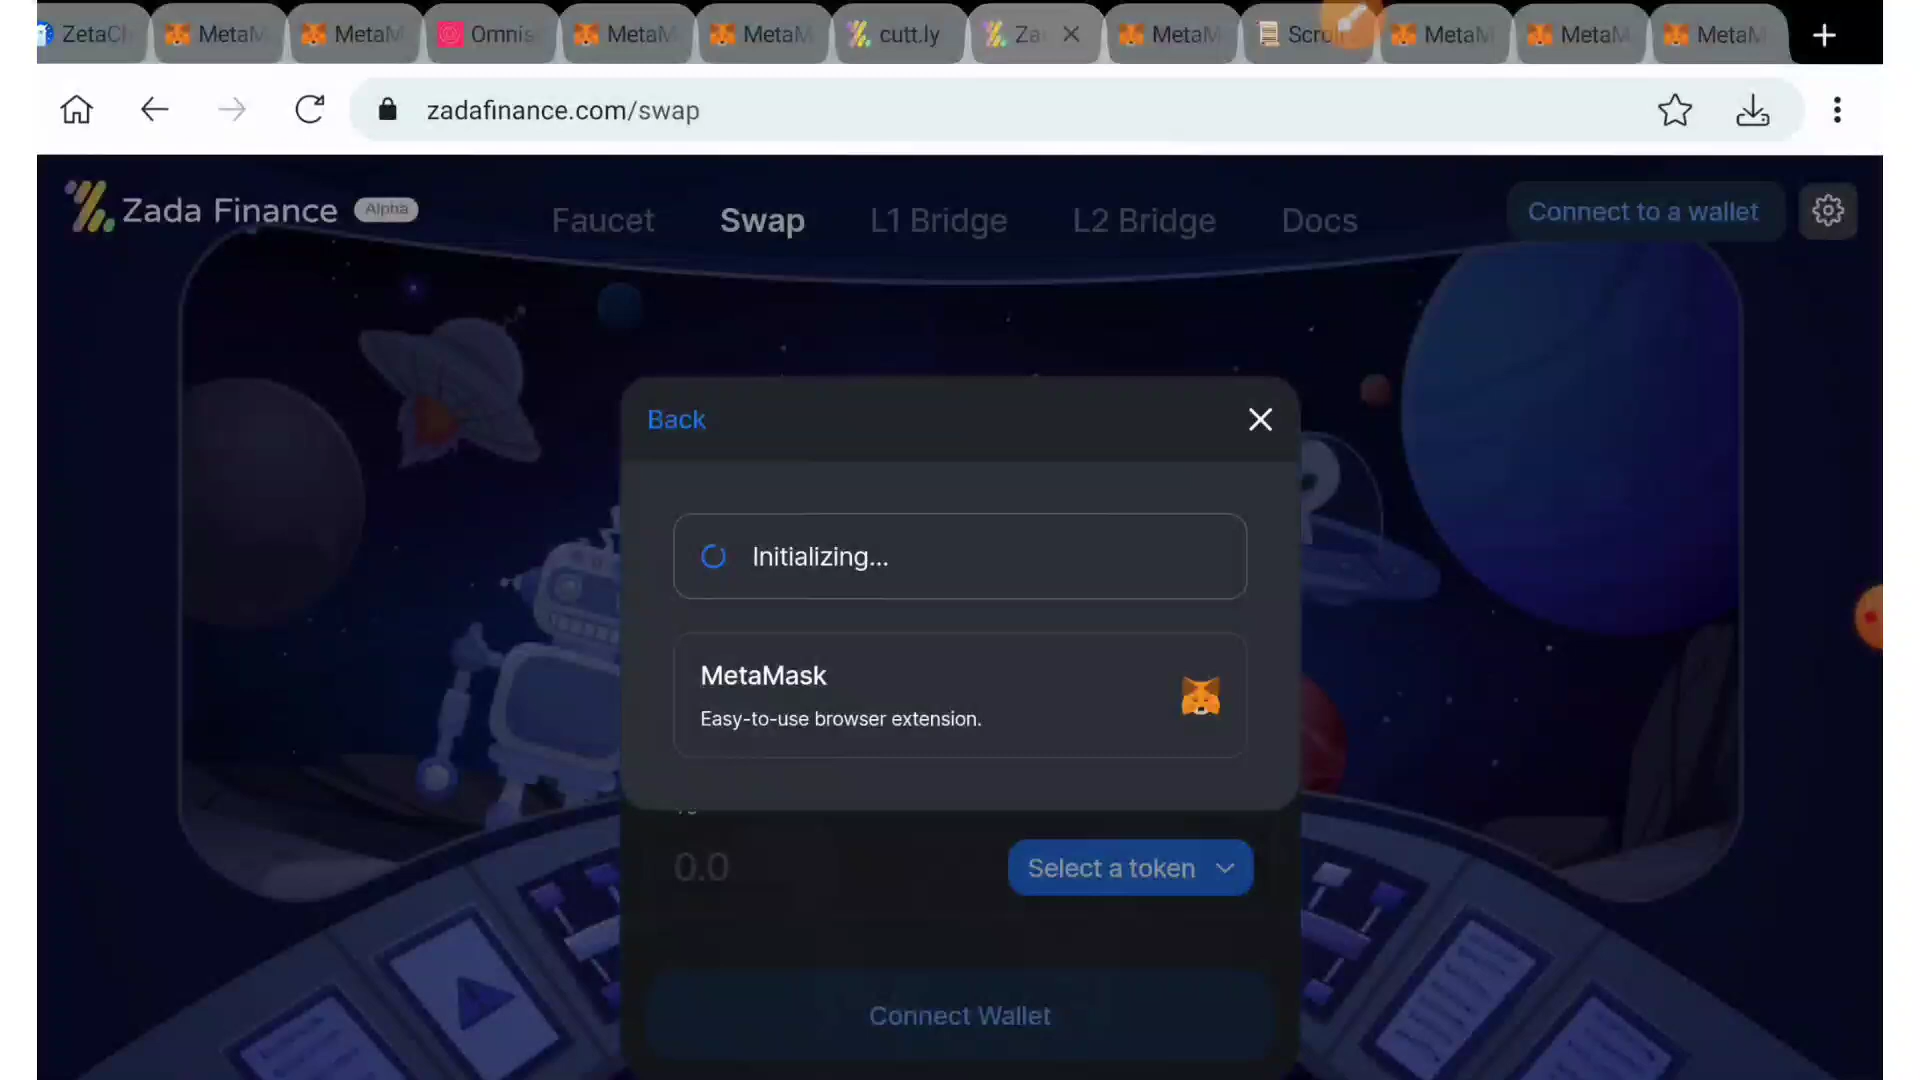 ZetaCh MetaM MetaM Omnis MetaM MetaM cutt.ly Za MetaM Scro MetaM MetaM MetaM
zadafinance.com/swap
Zada Finance Alpha Faucet Swap L1 Bridge L2 Bridge Docs Connect to a wallet
Back
Initializing...
MetaMask
Easy-to-use browser extension.
0.0 Select a token
Connect Wallet